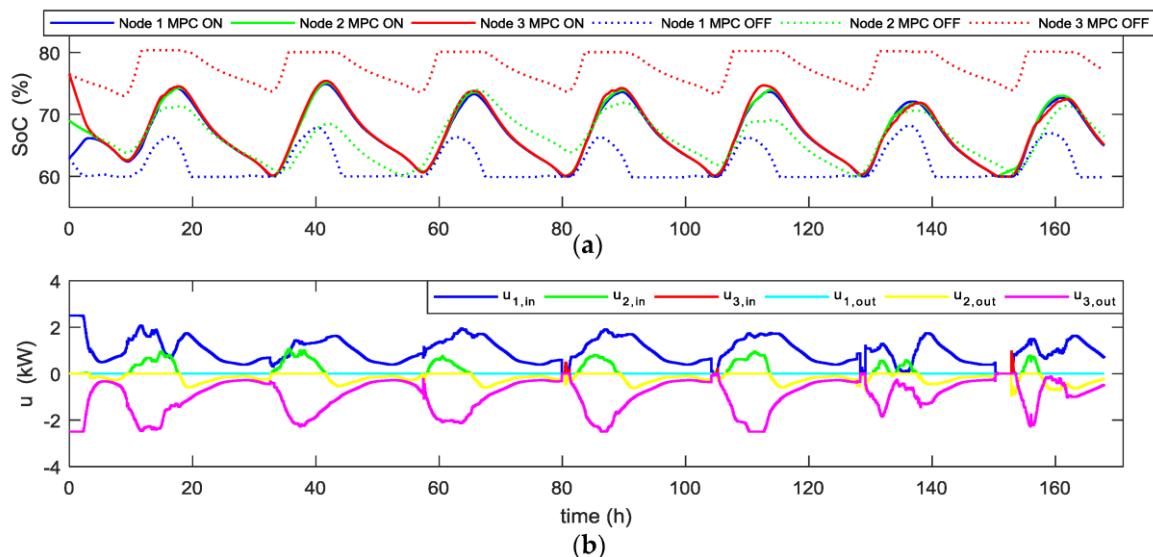 Node 1 MPC ON Node 2 MPC ON Node 3 MPC ON Node 1 MPC OFF Node 2 MPC OFF Node 3 MPC OFF
80
70
60
SoC (%)
0 20 40 60 80 100 120 140 160
(a)
u1,in u2,in u3,in u1,out u2,out u3,out
4
2
0
-2
-4
u (kW)
0 20 40 60 80 100 120 140 160
time (h)
(b)